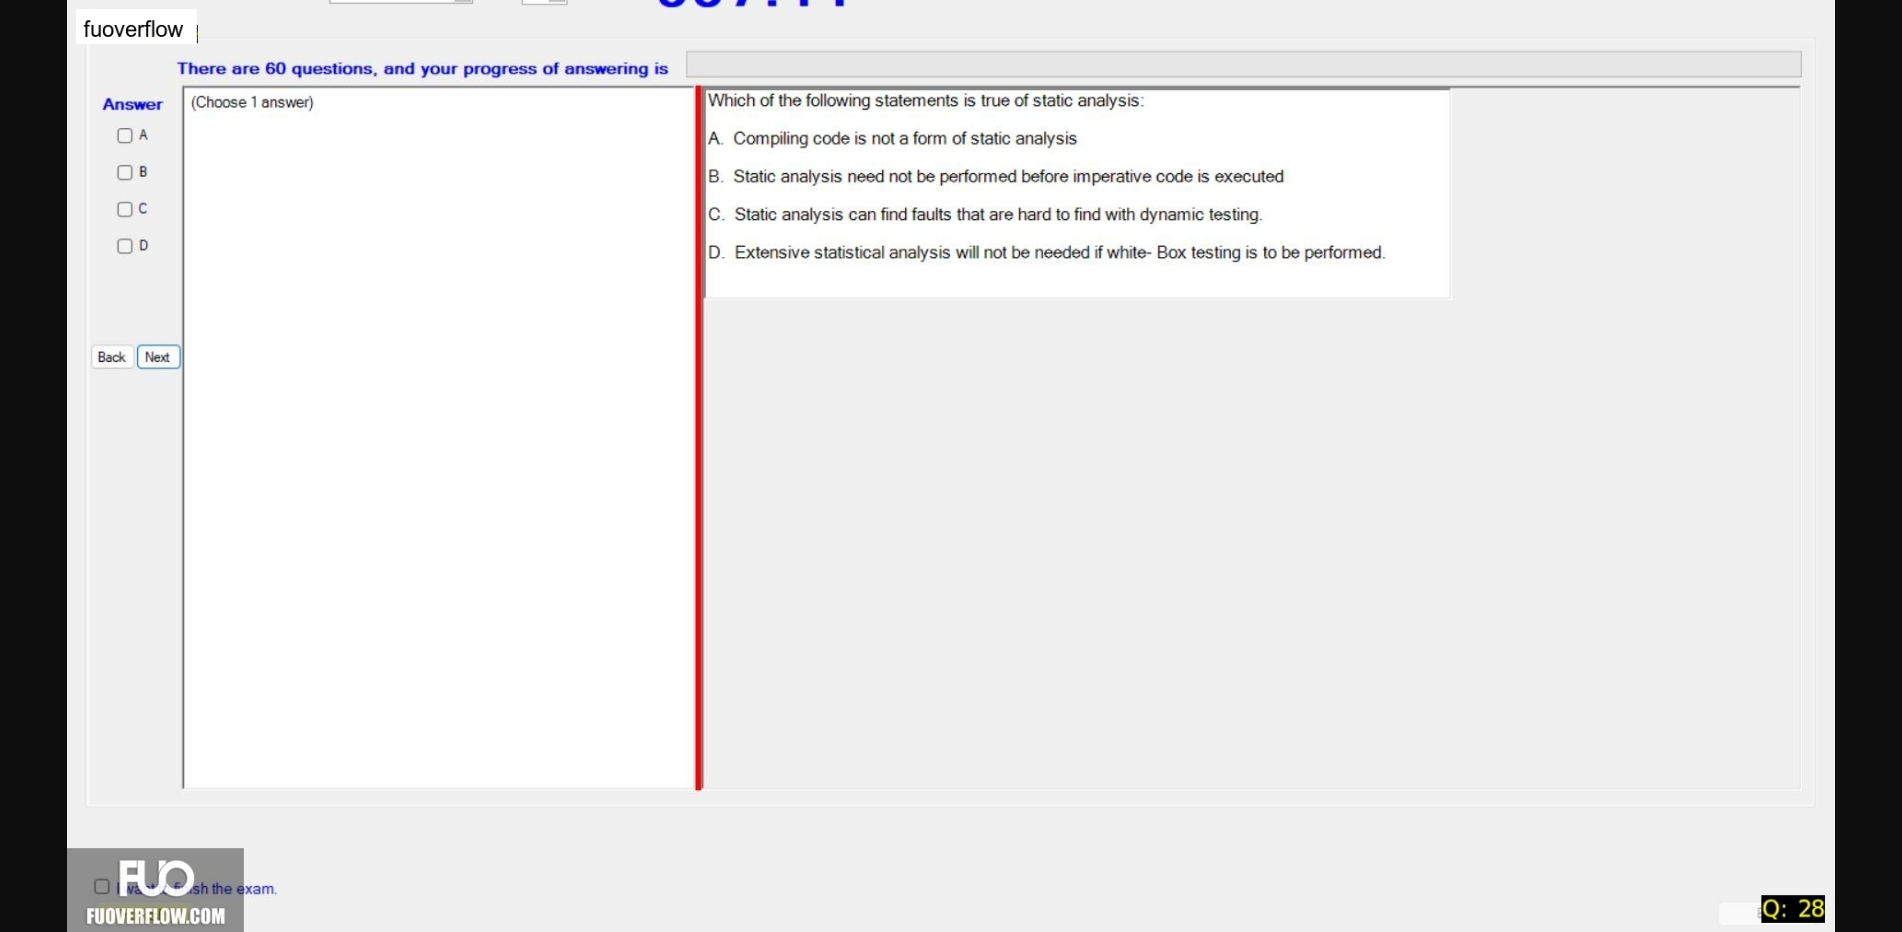 fuoverflow
There are 60 questions, and your progress of answering is
Answer
(Choose 1 answer)
A
B
C
D
Back
Next
Which of the following statements is true of static analysis:
A. Compiling code is not a form of static analysis
B. Static analysis need not be performed before imperative code is executed
C. Static analysis can find faults that are hard to find with dynamic testing.
D. Extensive statistical analysis will not be needed if white- Box testing is to be performed.
FUO
the exam.
FUOVERFLOW.COM
Q: 28